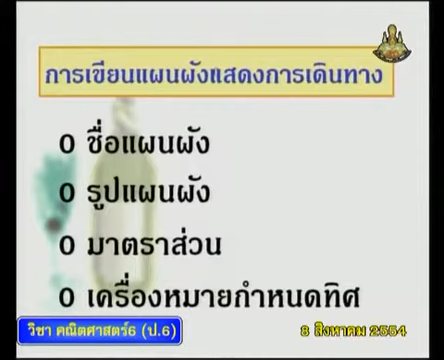 การเขียนแผนผังแสดงการเดินทาง
0 ชื่อแผนผัง
0 รูปแผนผัง
0 มาตราส่วน
0 เครื่องหมายกำหนดทิศ
วิชา คณิตศาสตร์6 (ป.6)
8 สิงหาคม 2554